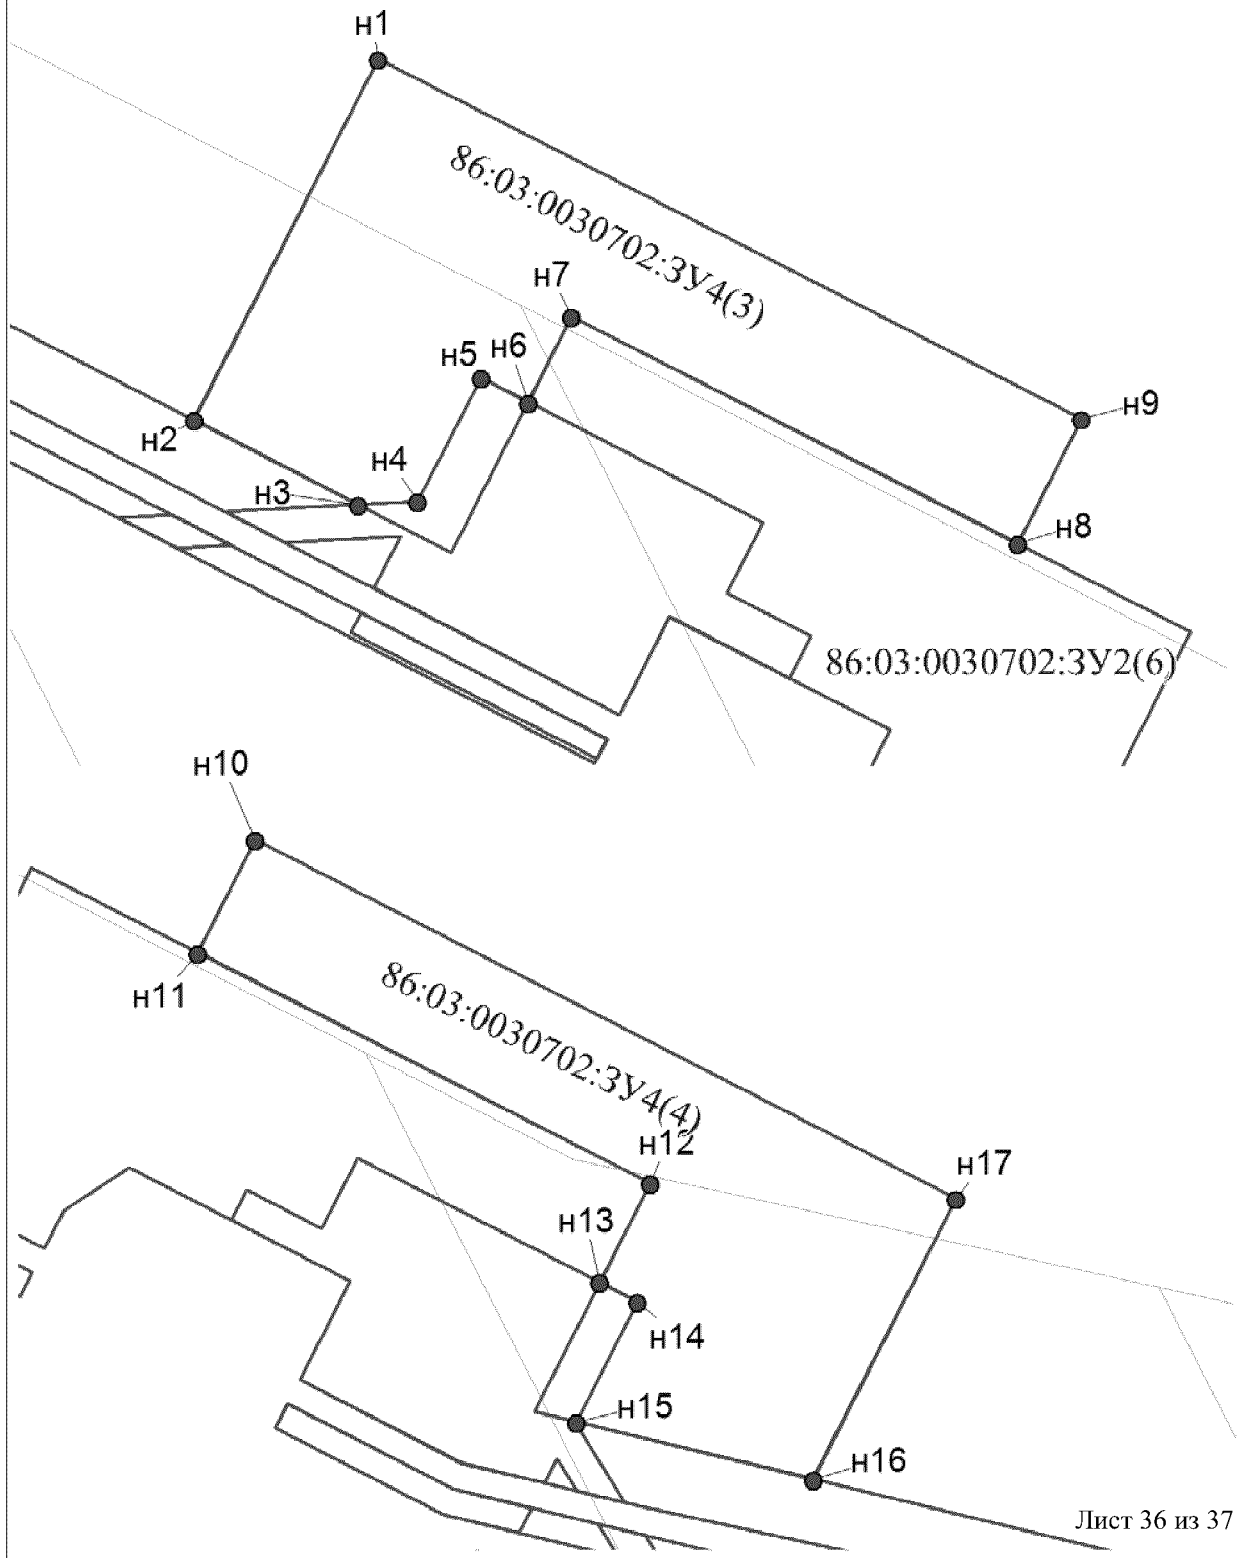 н1
86:03:0030702:ЗУ4(3)
н7
н5
н6
н9
н2
н4
н3
н8
86:03:0030702:ЗУ2(6)
н10
86:03:0030702:ЗУ4(4)
н11
н12
н17
н13
н14
н15
н16
Лист 36 из 37